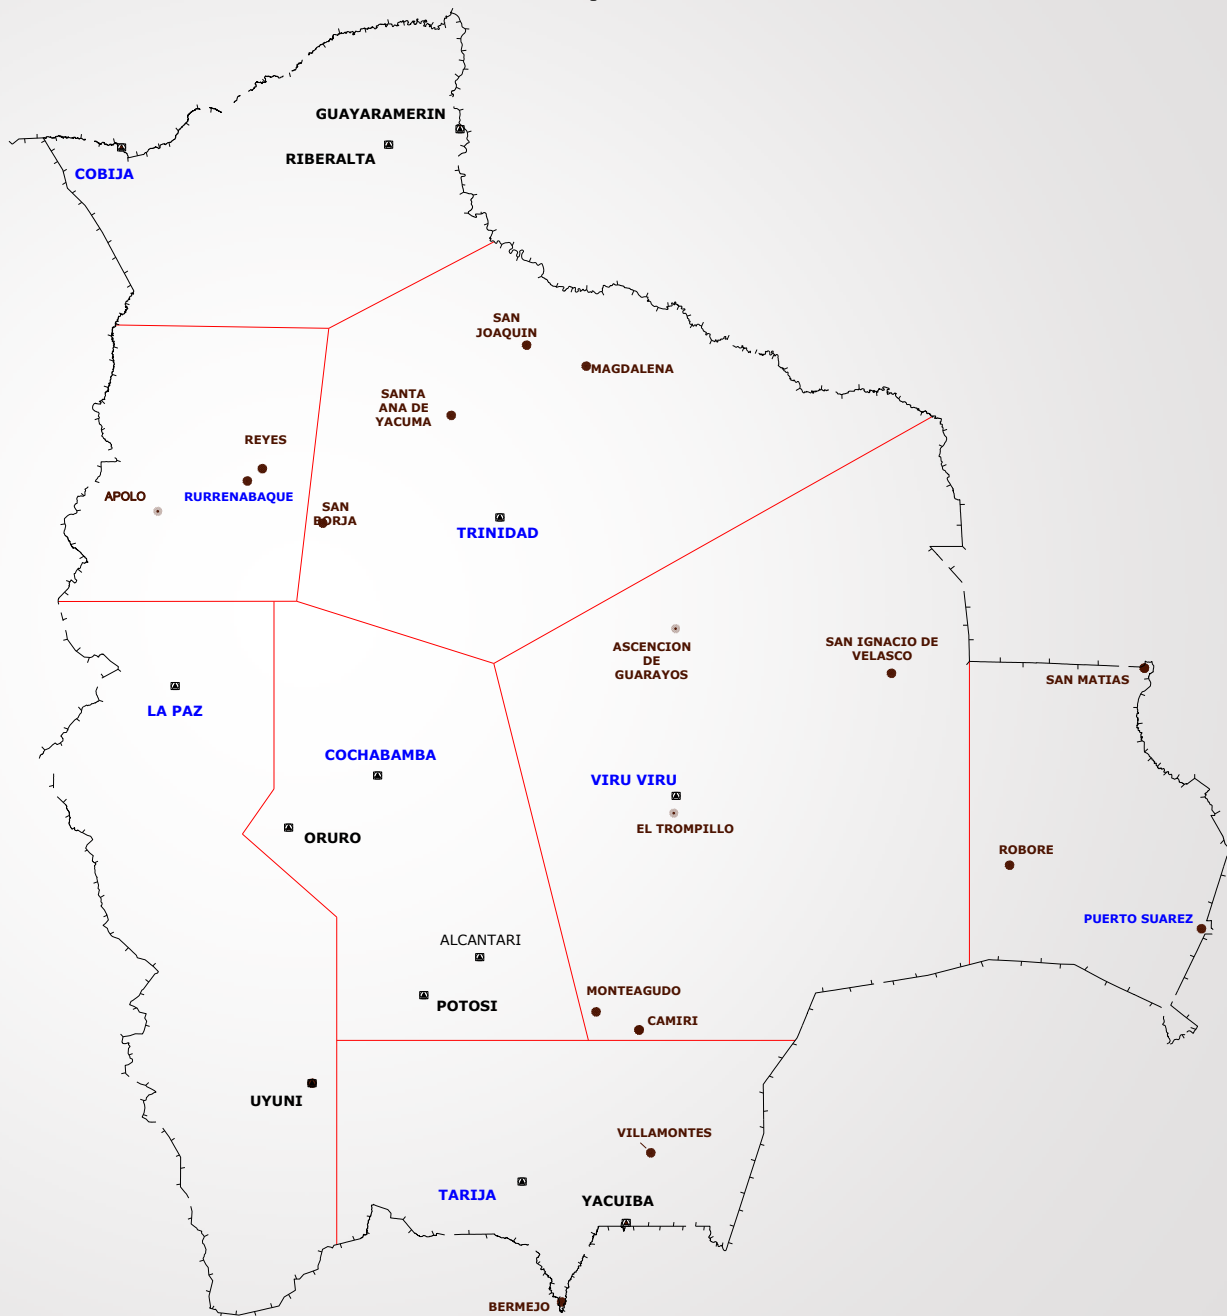 GUAYARAMERIN
RIBERALTA
COBIJA
SAN
JOAQUIN
MAGDALENA
SANTA
ANA DE
YACUMA
REYES
RURRENABAQUE
APOLO
SAN
BORJA
TRINIDAD
ASCENCION
DE
GUARAYOS
SAN IGNACIO DE
VELASCO
SAN MATIAS
LA PAZ
COCHABAMBA
VIRU VIRU
EL TROMPILLO
ORURO
ROBORE
PUERTO SUAREZ
ALCANTARI
POTOSI
MONTEAGUDO
CAMIRI
UYUNI
VILLAMONTES
TARIJA
YACUIBA
BERMEJO